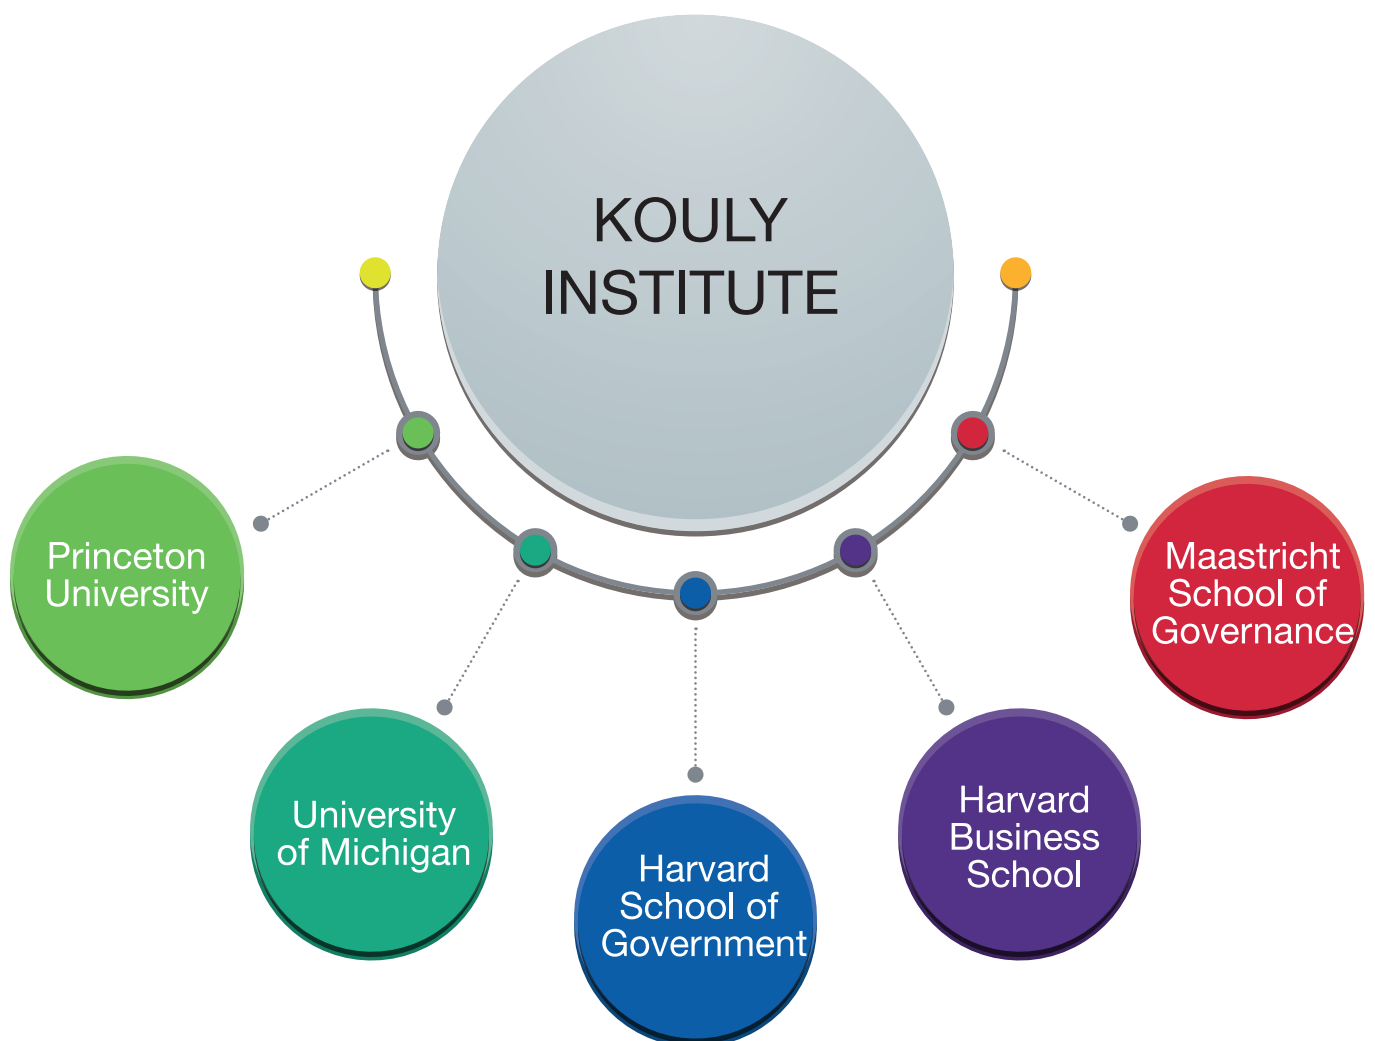 KOULY
INSTITUTE
Princeton
University
University
of Michigan
Harvard
School of
Government
Harvard
Business
School
Maastricht
School of
Governance